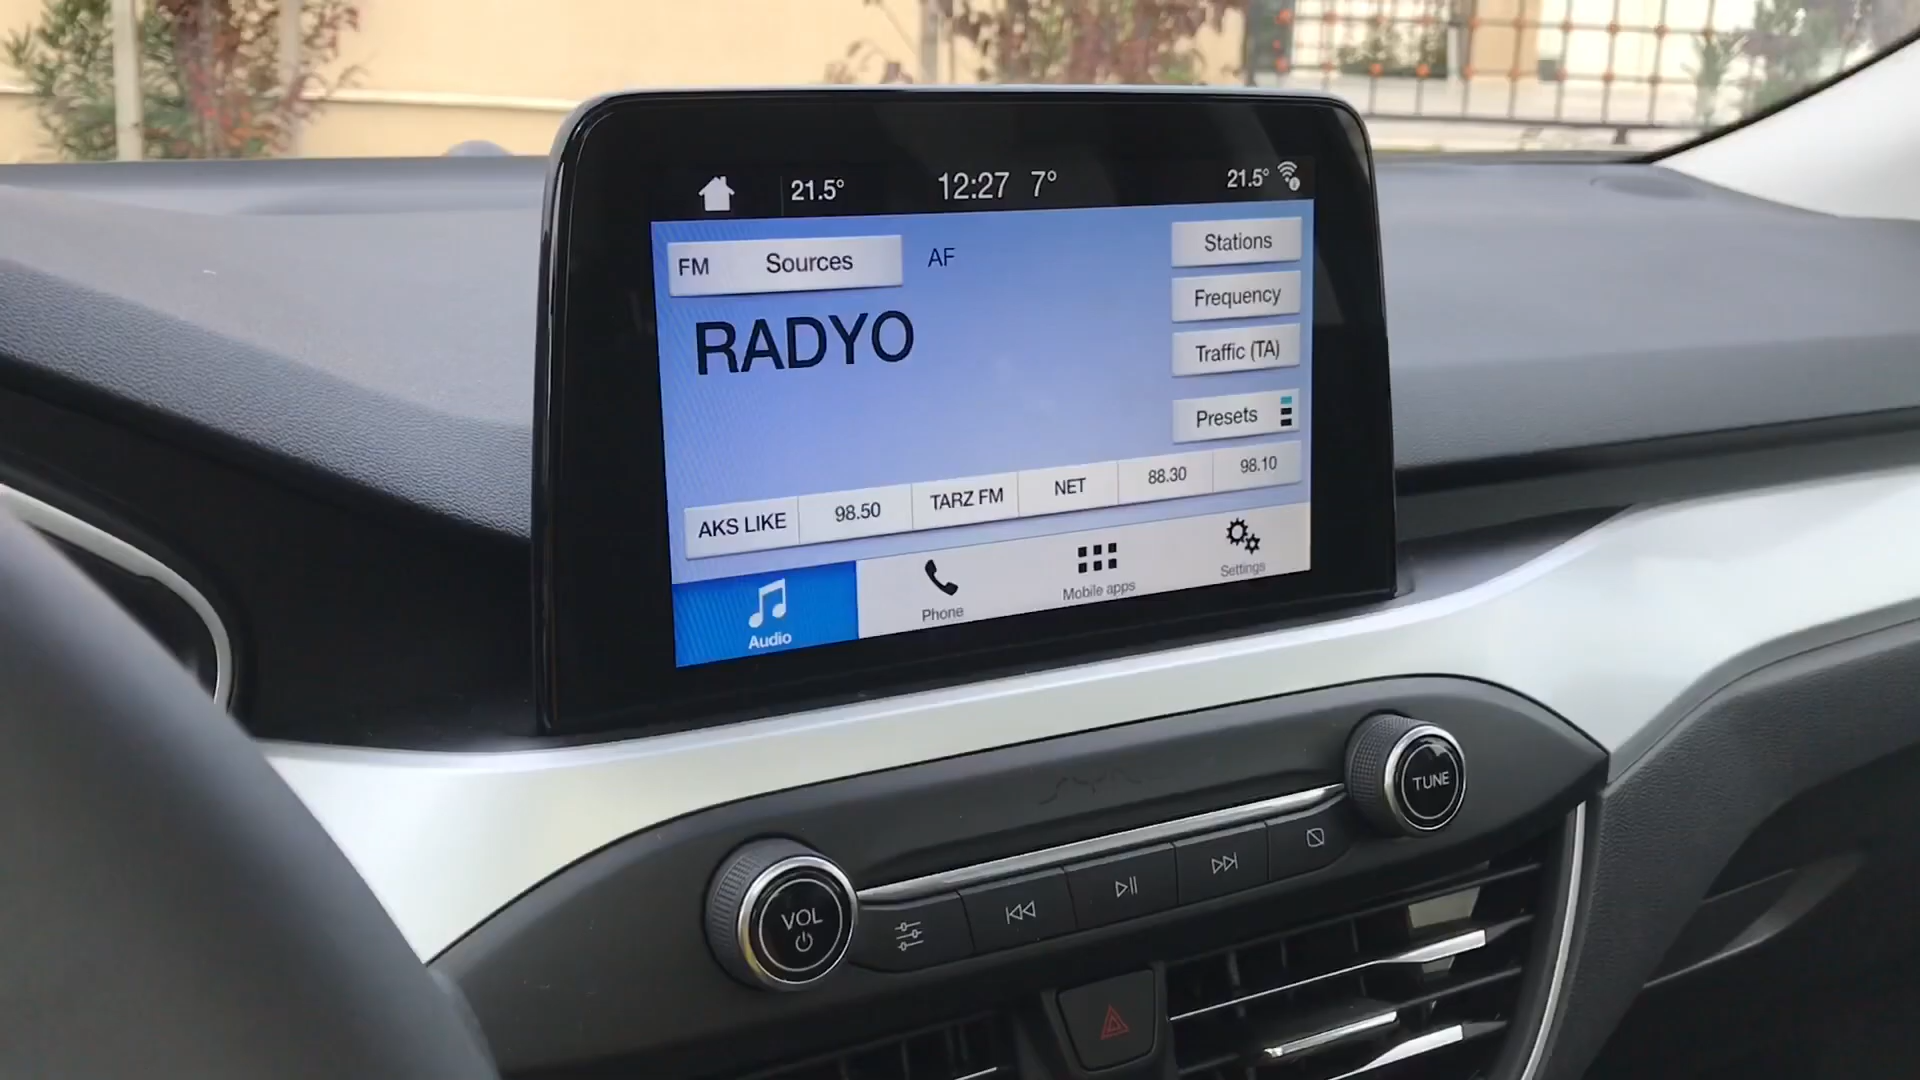 21.5° 12:27 7° 21.5°
FM Sources AF
Stations
Frequency
RADYO
Traffic (TA)
Presets
AKS LIKE 98.50 TARZ FM NET 88.30 98.10
Audio Phone Mobile apps Settings
TUNE
VOL